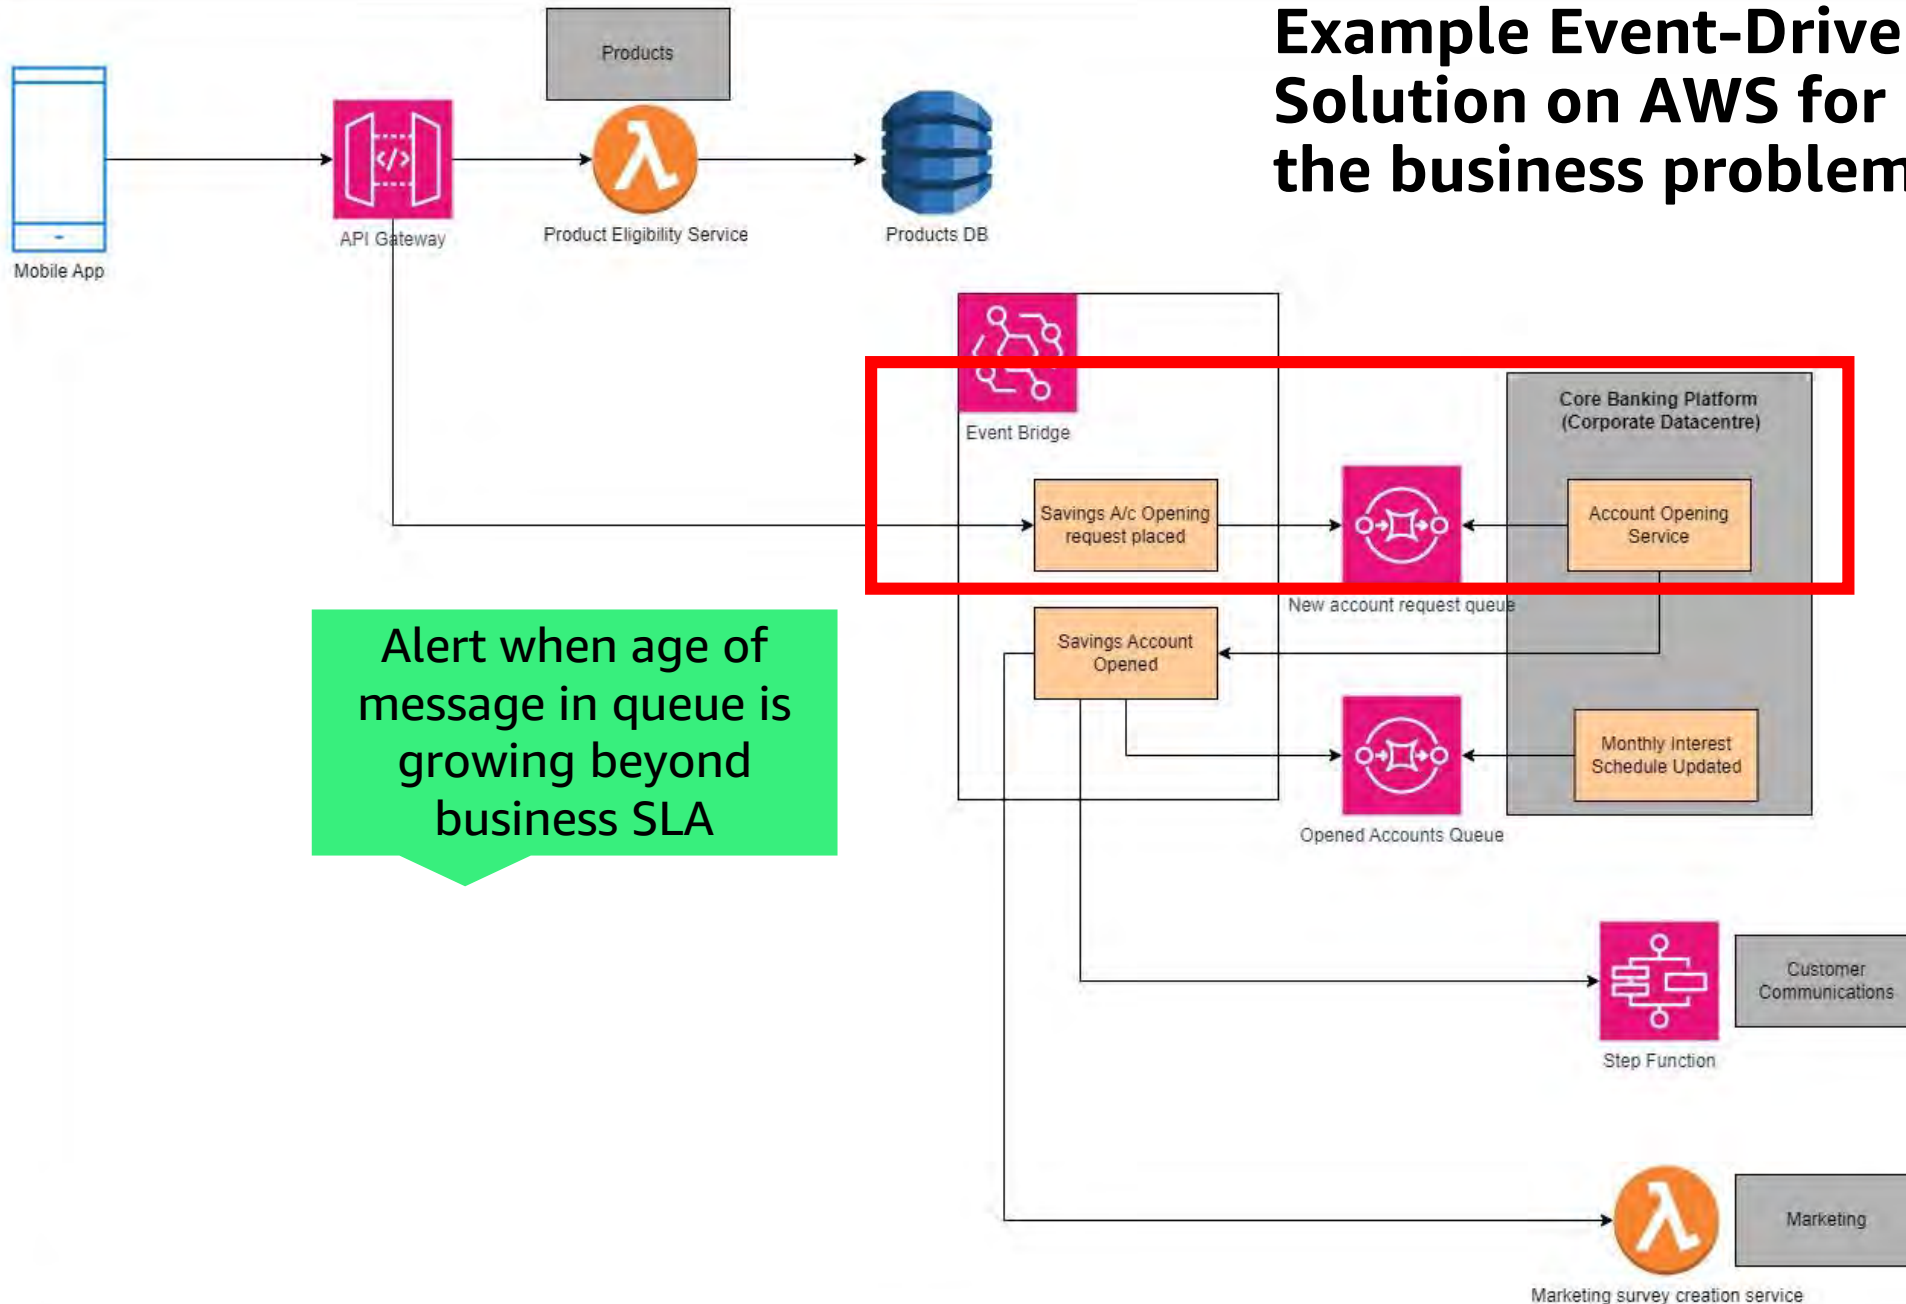 Example Event-Drive
Solution on AWS for
the business problem
Products
</>
API Gateway
Product Eligibility Service
Products DB
Mobile App
Event Bridge
Core Banking Platform
(Corporate Datacentre)
Savings A/c Opening
request placed
Account Opening
Service
New account request queue
Savings Account
Opened
Monthly Interest
Schedule Updated
Opened Accounts Queue
Alert when age of
message in queue is
growing beyond
business SLA
Customer
Communications
Step Function
λ
Marketing
Marketing survey creation service